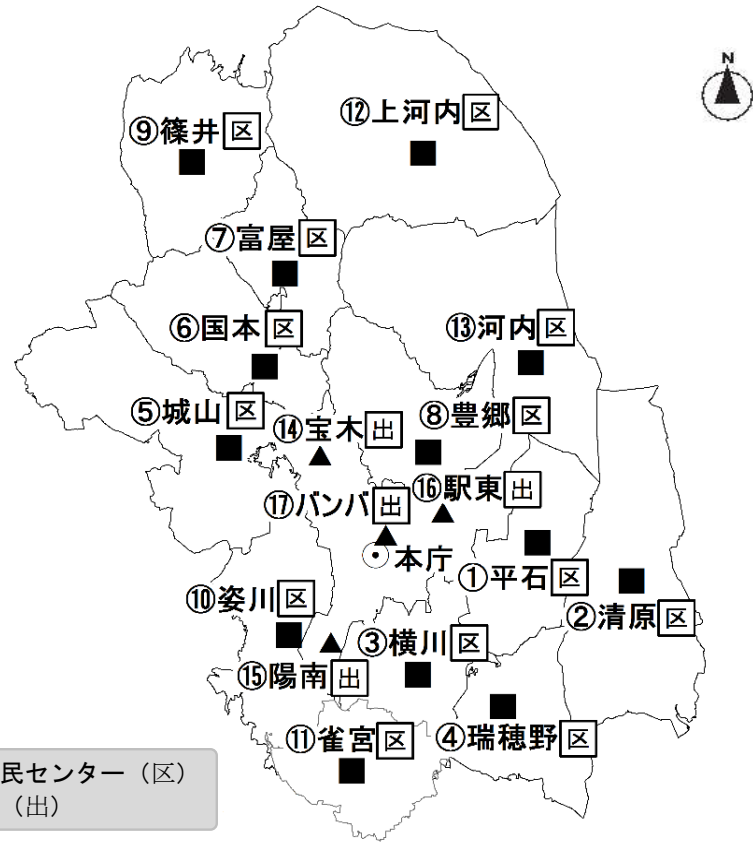 N
⑨篠井区
⑫上河内区
⑦富屋区
⑥国本区
⑬河内区
⑤城山区
⑭宝木出
⑧豊郷区
⑯駅東出
⑰バンバ出
本庁
①平石区
⑩姿川区
②清原区
③横川区
⑮陽南出
⑪雀宮区
④瑞穂野区
民センター（区）
（出）